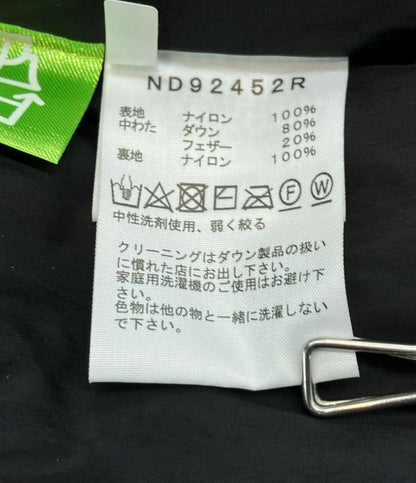 ND92452R
表地 ナイロン 100%
中わた ダウン 80%
フェザー 20%
裏地 ナイロン 100%
F W
中性洗剤使用、弱く絞る
クリーニングはダウン製品の扱い
に慣れた店にお出し下さい。
家庭用洗濯機のご使用はお避け下
さい。
色物は他の物と一緒に洗濯しない
で下さい。